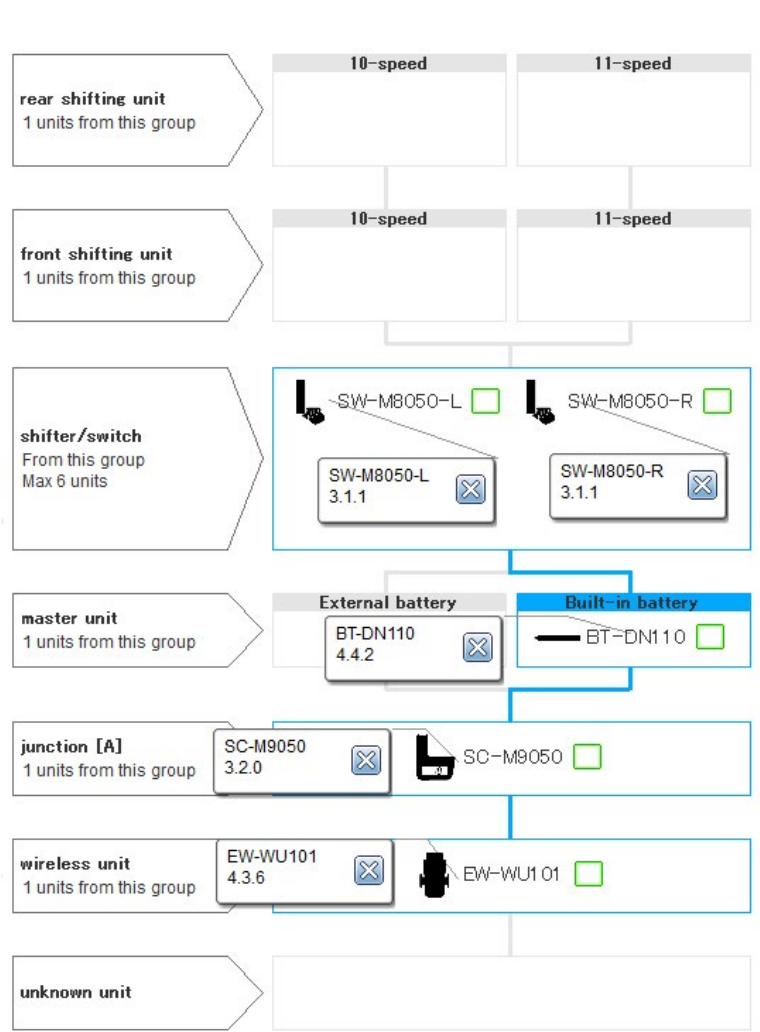 10-speed
11-speed
rear shifting unit
1 units from this group
10-speed
11-speed
front shifting unit
1 units from this group
SW-M8050-L
SW-M8050-R
shifter/switch
From this group
Max 6 units
SW-M8050-L
3.1.1
SW-M8050-R
3.1.1
External battery
Built-in battery
master unit
1 units from this group
BT-DN110
4.4.2
BT-DN110
junction [A]
1 units from this group
SC-M9050
3.2.0
SC-M9050
wireless unit
1 units from this group
EW-WU101
4.3.6
EW-WU101
unknown unit